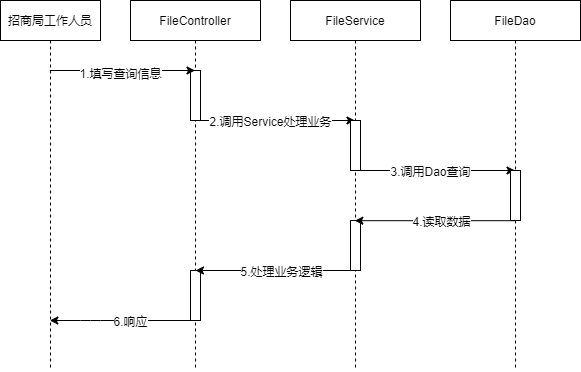 招商局工作人员
FileController
FileService
FileDao
1.填写查询信息
2.调用Service处理业务
3.调用Dao查询
4.读取数据
5.处理业务逻辑
6.响应